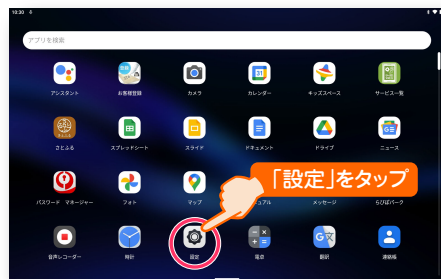 10:30
アプリを検索
アシスタント
お客様登録
カメラ
カレンダー
キッズスペース
サービス一覧
さとふる
スプレッドシート
スライド
ドキュメント
ドライブ
ニュース
パスワード マネージャー
フォト
マップ
メッセージ
らびばパーク
「設定」をタップ
音声レコーダー
時計
設定
電卓
翻訳
連絡帳